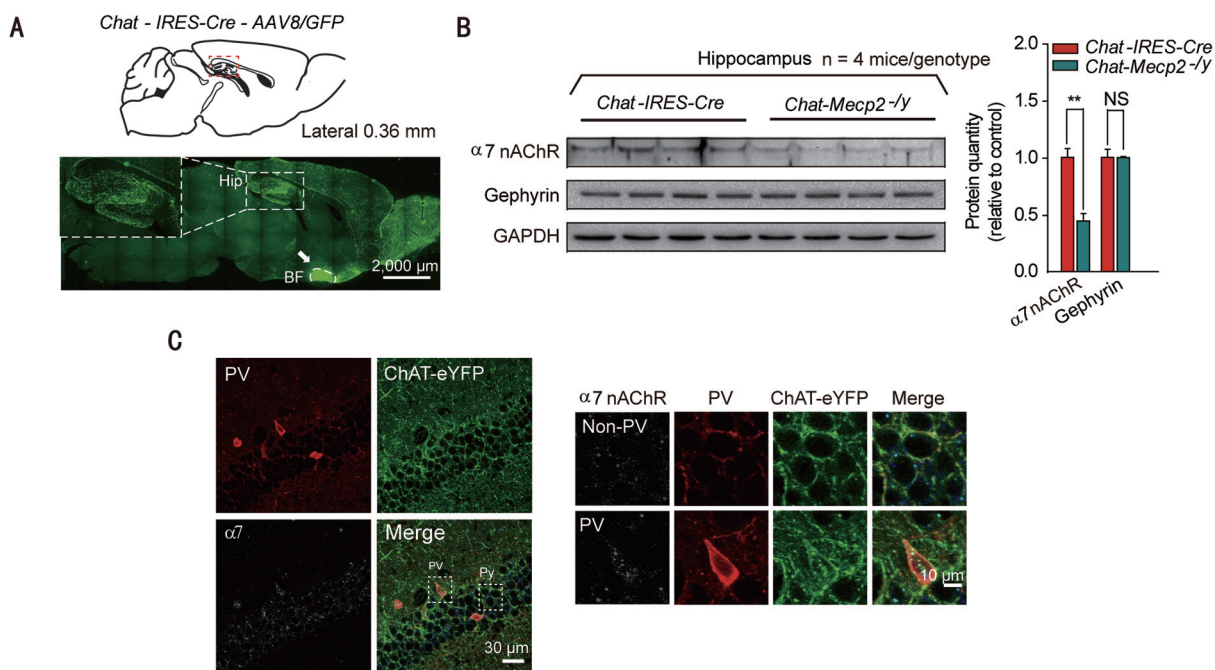 A
Chat - IRES-Cre - AAV8/GFP
Lateral 0.36 mm
Hip
BF
2,000 µm
B
Hippocampus n = 4 mice/genotype
Chat-IRES-Cre
Chat-Mecp2-/y
α7 nAChR
Gephyrin
GAPDH
Protein quantity
(relative to control)
2.0
1.5
1.0
0.5
0.0
Chat-IRES-Cre
Chat-Mecp2-/y
**
NS
α7nAChR
Gephyrin
C
PV
ChAT-eYFP
α7
Merge
PV
Py
30 µm
α7 nAChR
PV
ChAT-eYFP
Merge
Non-PV
PV
10 µm